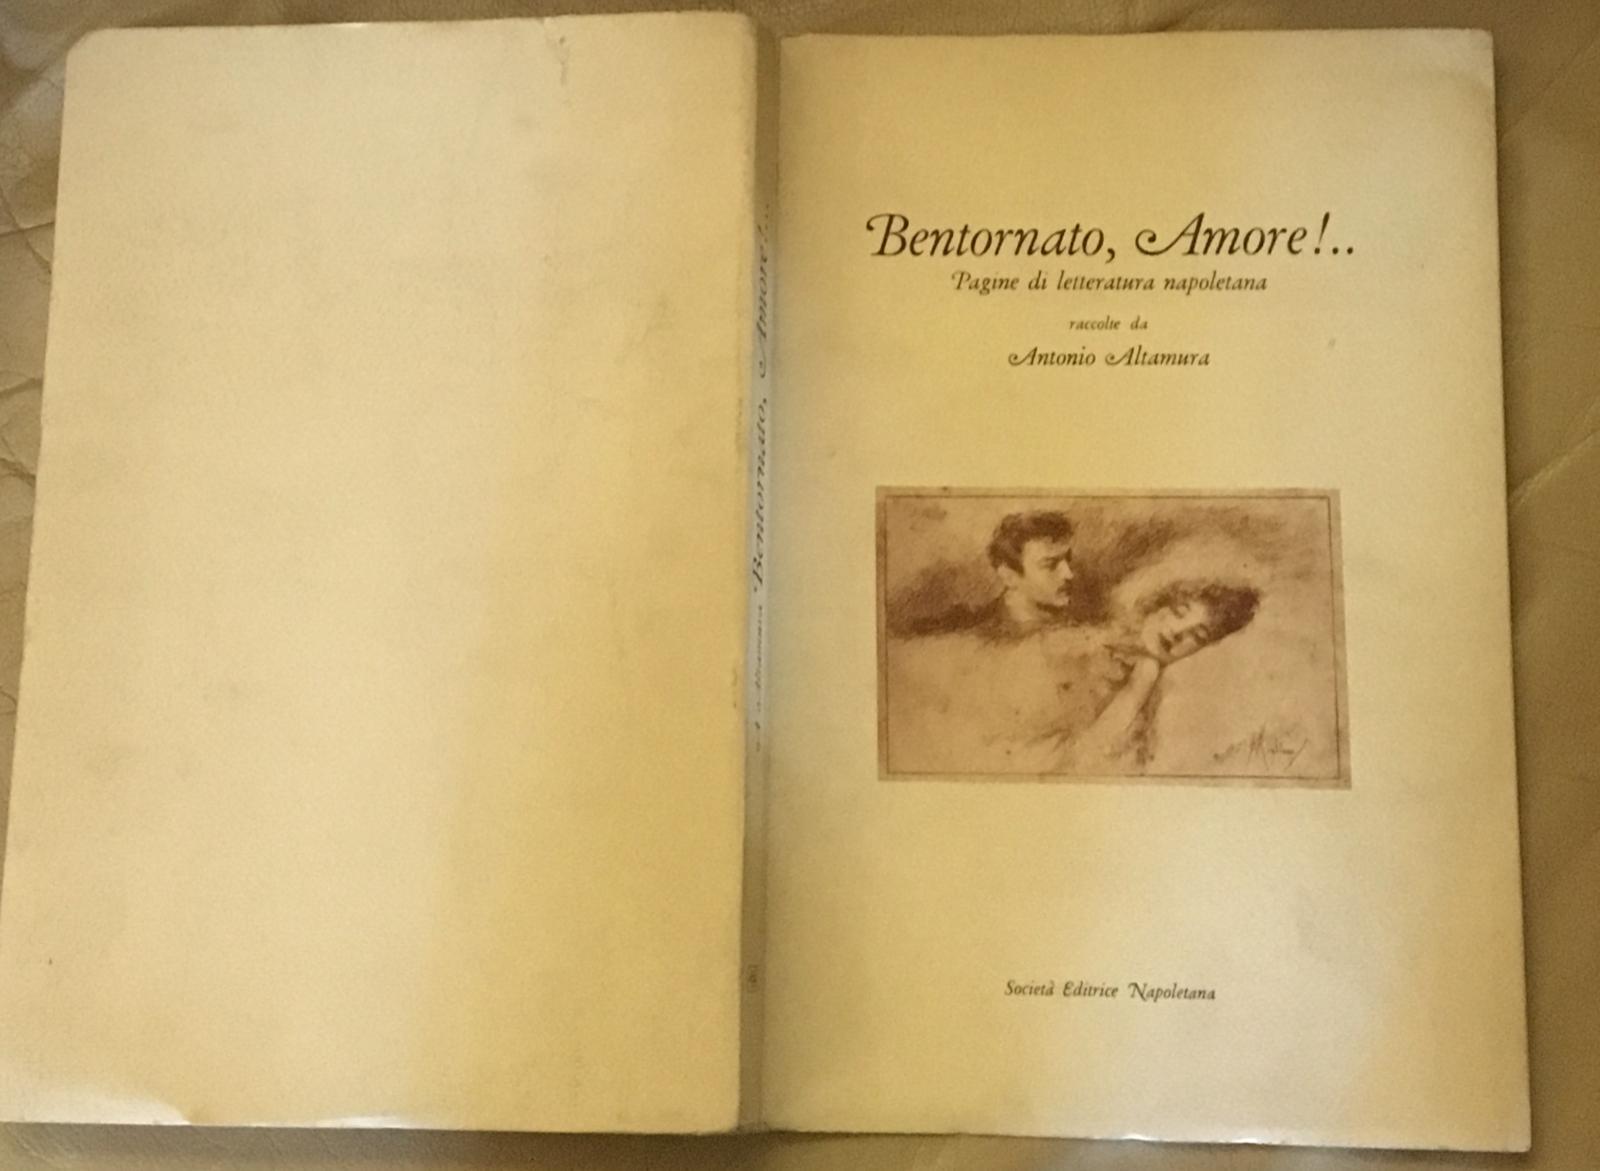 Bentornato, Amore!..
Pagine di letteratura napoletana
raccolte da
Antonio Altamura
Società Editrice Napoletana
Bentornato, Amore!..